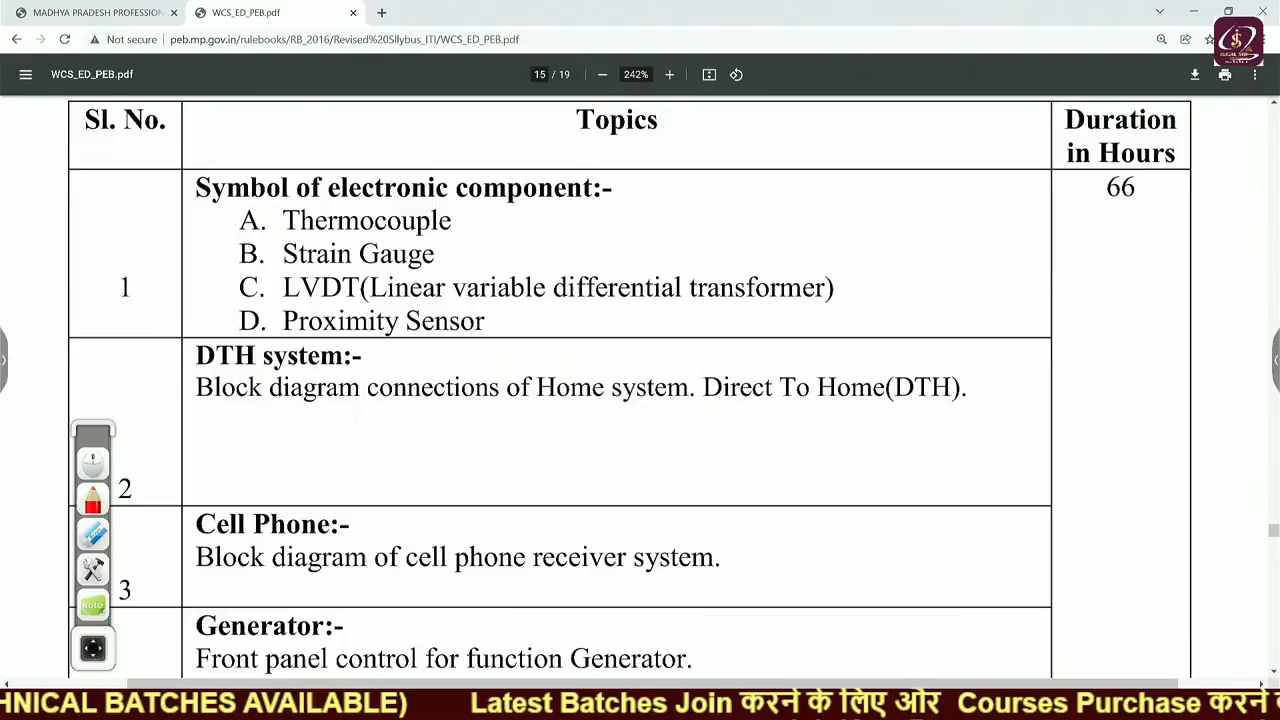 MADHYA PRADESH PROFESSION
WCS_ED_PEB.pdf
Not secure
peb.mp.gov.in/rulebooks/RB_2016/Revised%20Sllybus_ITI/WCS_ED_PEB.pdf
WCS_ED_PEB.pdf
15 / 19
242%
Sl. No.
Topics
Duration
in Hours
1
Symbol of electronic component:-
A. Thermocouple
B. Strain Gauge
C. LVDT(Linear variable differential transformer)
D. Proximity Sensor
66
2
DTH system:-
Block diagram connections of Home system. Direct To Home(DTH).
3
Cell Phone:-
Block diagram of cell phone receiver system.
Note
Generator:-
Front panel control for function Generator.
HNICAL BATCHES AVAILABLE) Latest Batches Join करने के लिए और Courses Purchase करने